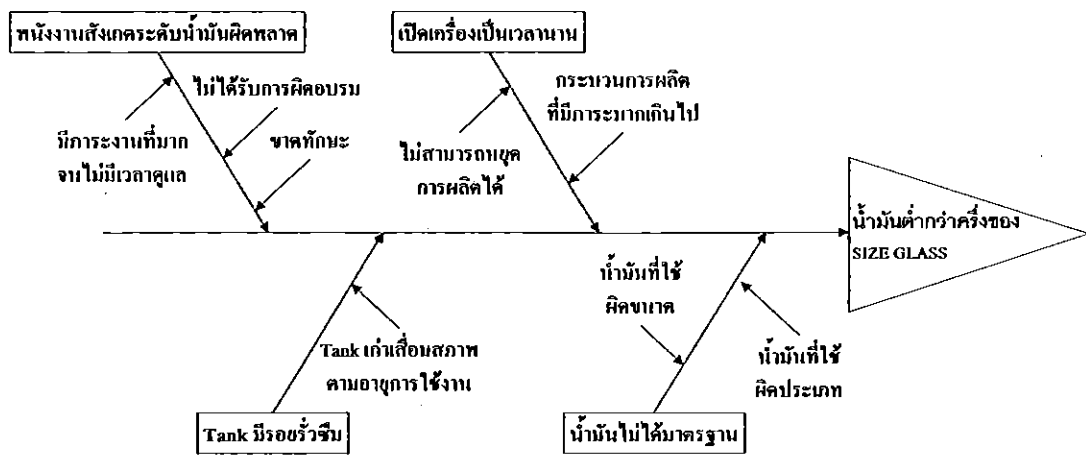 พนังงานสังเกตระดับน้ำมันผิดพลาด
เปิดเครื่องเป็นเวลานาน
ไม่ได้รับการผิดอบรม
มีภาระงานที่มาก
จนไม่มีเวลาดูแล
ขาดทักษะ
กระบวนการผลิต
ที่มีภาระมากเกินไป
ไม่สามารถหยุด
การผลิตได้
น้ำมันต่ำกว่าครึ่งของ
SIZE GLASS
Tank เก่าเสื่อมสภาพ
ตามอายุการใช้งาน
น้ำมันที่ใช้
ผิดขนาด
น้ำมันที่ใช้
ผิดประเภท
Tank มีรอยรั่วซึม
น้ำมันไม่ได้มาตรฐาน